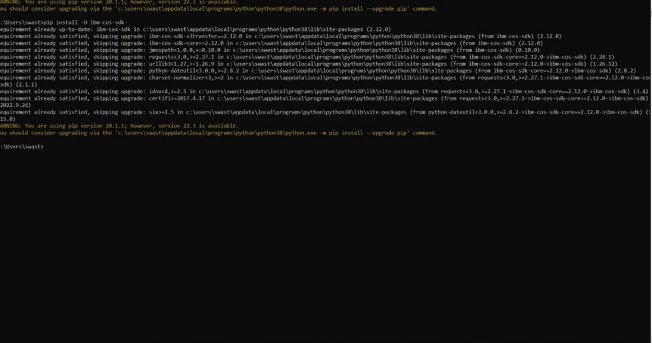 ARNING: You are using pip version 20.1.1; however, version 22.3 is available.
ou should consider upgrading via the 'c:\users\swast\appdata\local\programs\python\python38\python.exe -m pip install --upgrade pip' command.
:\Users\swast>pip install -U ibm-cos-sdk
equirement already up-to-date: ibm-cos-sdk in c:\users\swast\appdata\local\programs\python\python38\lib\site-packages (2.12.0)
equirement already satisfied, skipping upgrade: ibm-cos-sdk-s3transfer==2.12.0 in c:\users\swast\appdata\local\programs\python\python38\lib\site-packages (from ibm-cos-sdk) (2.12.0)
equirement already satisfied, skipping upgrade: ibm-cos-sdk-core==2.12.0 in c:\users\swast\appdata\local\programs\python\python38\lib\site-packages (from ibm-cos-sdk) (2.12.0)
equirement already satisfied, skipping upgrade: jmespath<1.0.0,>=0.10.0 in c:\users\swast\appdata\local\programs\python\python38\lib\site-packages (from ibm-cos-sdk) (0.10.0)
equirement already satisfied, skipping upgrade: requests<3.0,>=2.27.1 in c:\users\swast\appdata\local\programs\python\python38\lib\site-packages (from ibm-cos-sdk-core==2.12.0->ibm-cos-sdk) (2.28.1)
equirement already satisfied, skipping upgrade: urllib3<1.27,>=1.26.9 in c:\users\swast\appdata\local\programs\python\python38\lib\site-packages (from ibm-cos-sdk-core==2.12.0->ibm-cos-sdk) (1.26.12)
equirement already satisfied, skipping upgrade: python-dateutil<3.0.0,>=2.8.2 in c:\users\swast\appdata\local\programs\python\python38\lib\site-packages (from ibm-cos-sdk-core==2.12.0->ibm-cos-sdk) (2.8.2)
equirement already satisfied, skipping upgrade: charset-normalizer<3,>=2 in c:\users\swast\appdata\local\programs\python\python38\lib\site-packages (from requests<3.0,>=2.27.1->ibm-cos-sdk-core==2.12.0->ibm-cos
sdk) (2.1.1)
equirement already satisfied, skipping upgrade: idna<4,>=2.5 in c:\users\swast\appdata\local\programs\python\python38\lib\site-packages (from requests<3.0,>=2.27.1->ibm-cos-sdk-core==2.12.0->ibm-cos-sdk) (3.4)
equirement already satisfied, skipping upgrade: certifi>=2017.4.17 in c:\users\swast\appdata\local\programs\python\python38\lib\site-packages (from requests<3.0,>=2.27.1->ibm-cos-sdk-core==2.12.0->ibm-cos-sdk)
2022.9.24)
equirement already satisfied, skipping upgrade: six>=1.5 in c:\users\swast\appdata\local\programs\python\python38\lib\site-packages (from python-dateutil<3.0.0,>=2.8.2->ibm-cos-sdk-core==2.12.0->ibm-cos-sdk) (1
15.0)
ARNING: You are using pip version 20.1.1; however, version 22.3 is available.
ou should consider upgrading via the 'c:\users\swast\appdata\local\programs\python\python38\python.exe -m pip install --upgrade pip' command.
:\Users\swast>